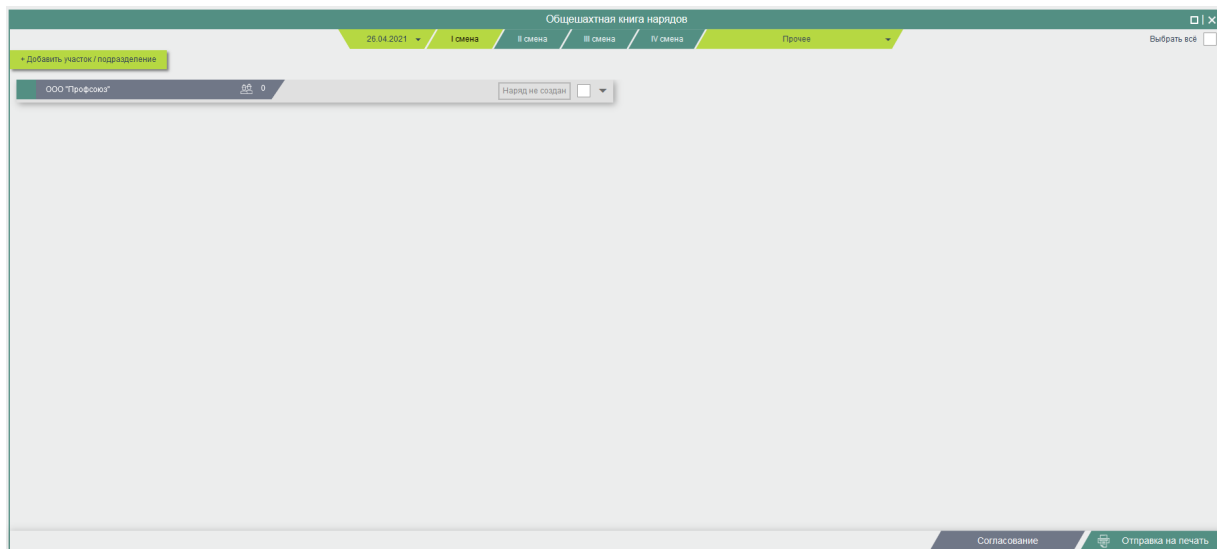 Общешахтная книга нарядов
26.04.2021 I смена II смена III смена IV смена Прочее Выбрать всё
+ Добавить участок / подразделение
ООО "Профсоюз" 0 Наряд не создан
Согласование Отправка на печать